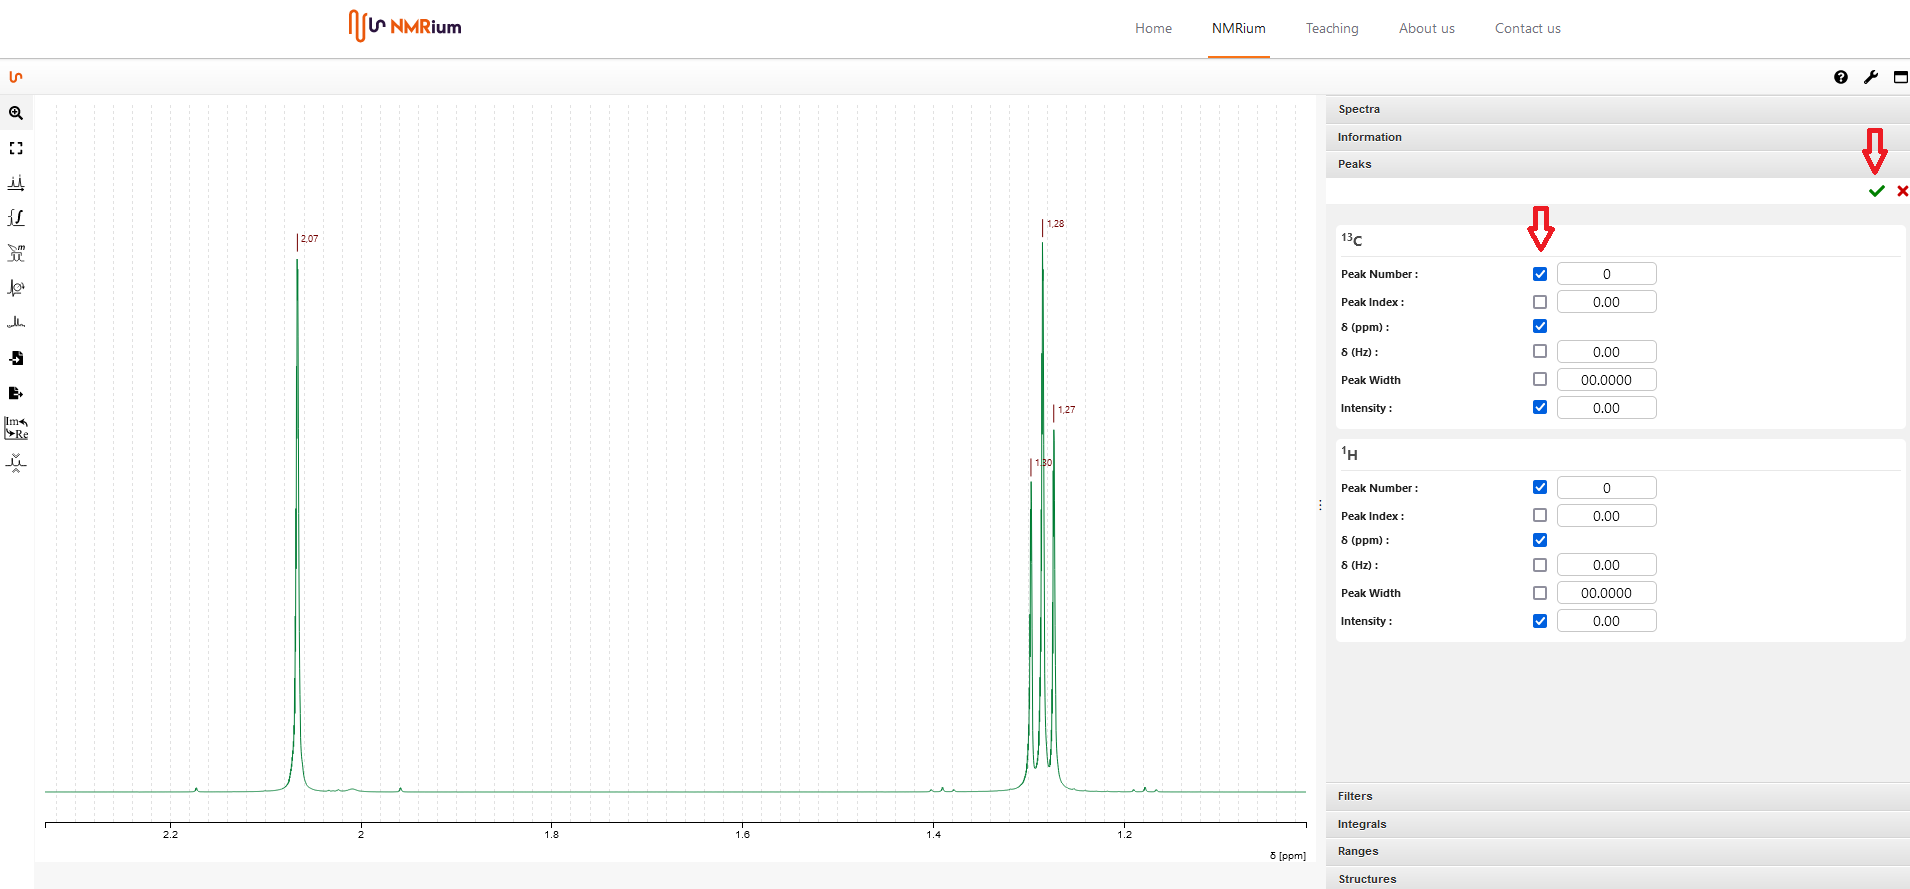 NMRium
Home NMRium Teaching About us Contact us
Spectra
Information
Peaks
2,07
1,28
1,27
1,30
13C
Peak Number : 0
Peak Index : 0.00
δ (ppm) :
δ (Hz) : 0.00
Peak Width 00.0000
Intensity : 0.00
1H
Peak Number : 0
Peak Index : 0.00
δ (ppm) :
δ (Hz) : 0.00
Peak Width 00.0000
Intensity : 0.00
m
Im
Re
2.2 2 1.8 1.6 1.4 1.2
δ [ppm]
Filters
Integrals
Ranges
Structures